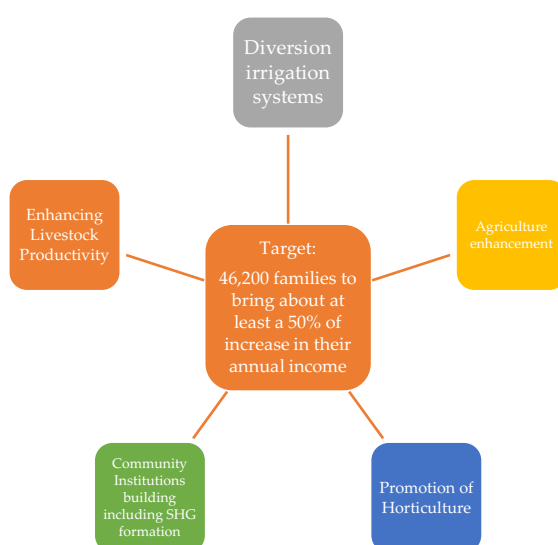 Diversion
irrigation
systems
Enhancing
Livestock
Productivity
Agriculture
enhancement
Target:
46,200 families to
bring about at
least a 50% of
increase in their
annual income
Community
Institutions
building
including SHG
formation
Promotion of
Horticulture